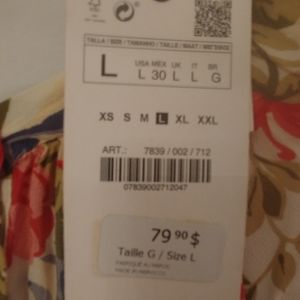 TALLA / SIZE / TAMANHO / TAILLE / MAAT /
L
USA MEX UK IT BR
L 30 L L G
XS S M L XL XXL
ART.: 7839 / 002 / 712
07839002712047
79 90 $
Taille G / Size L